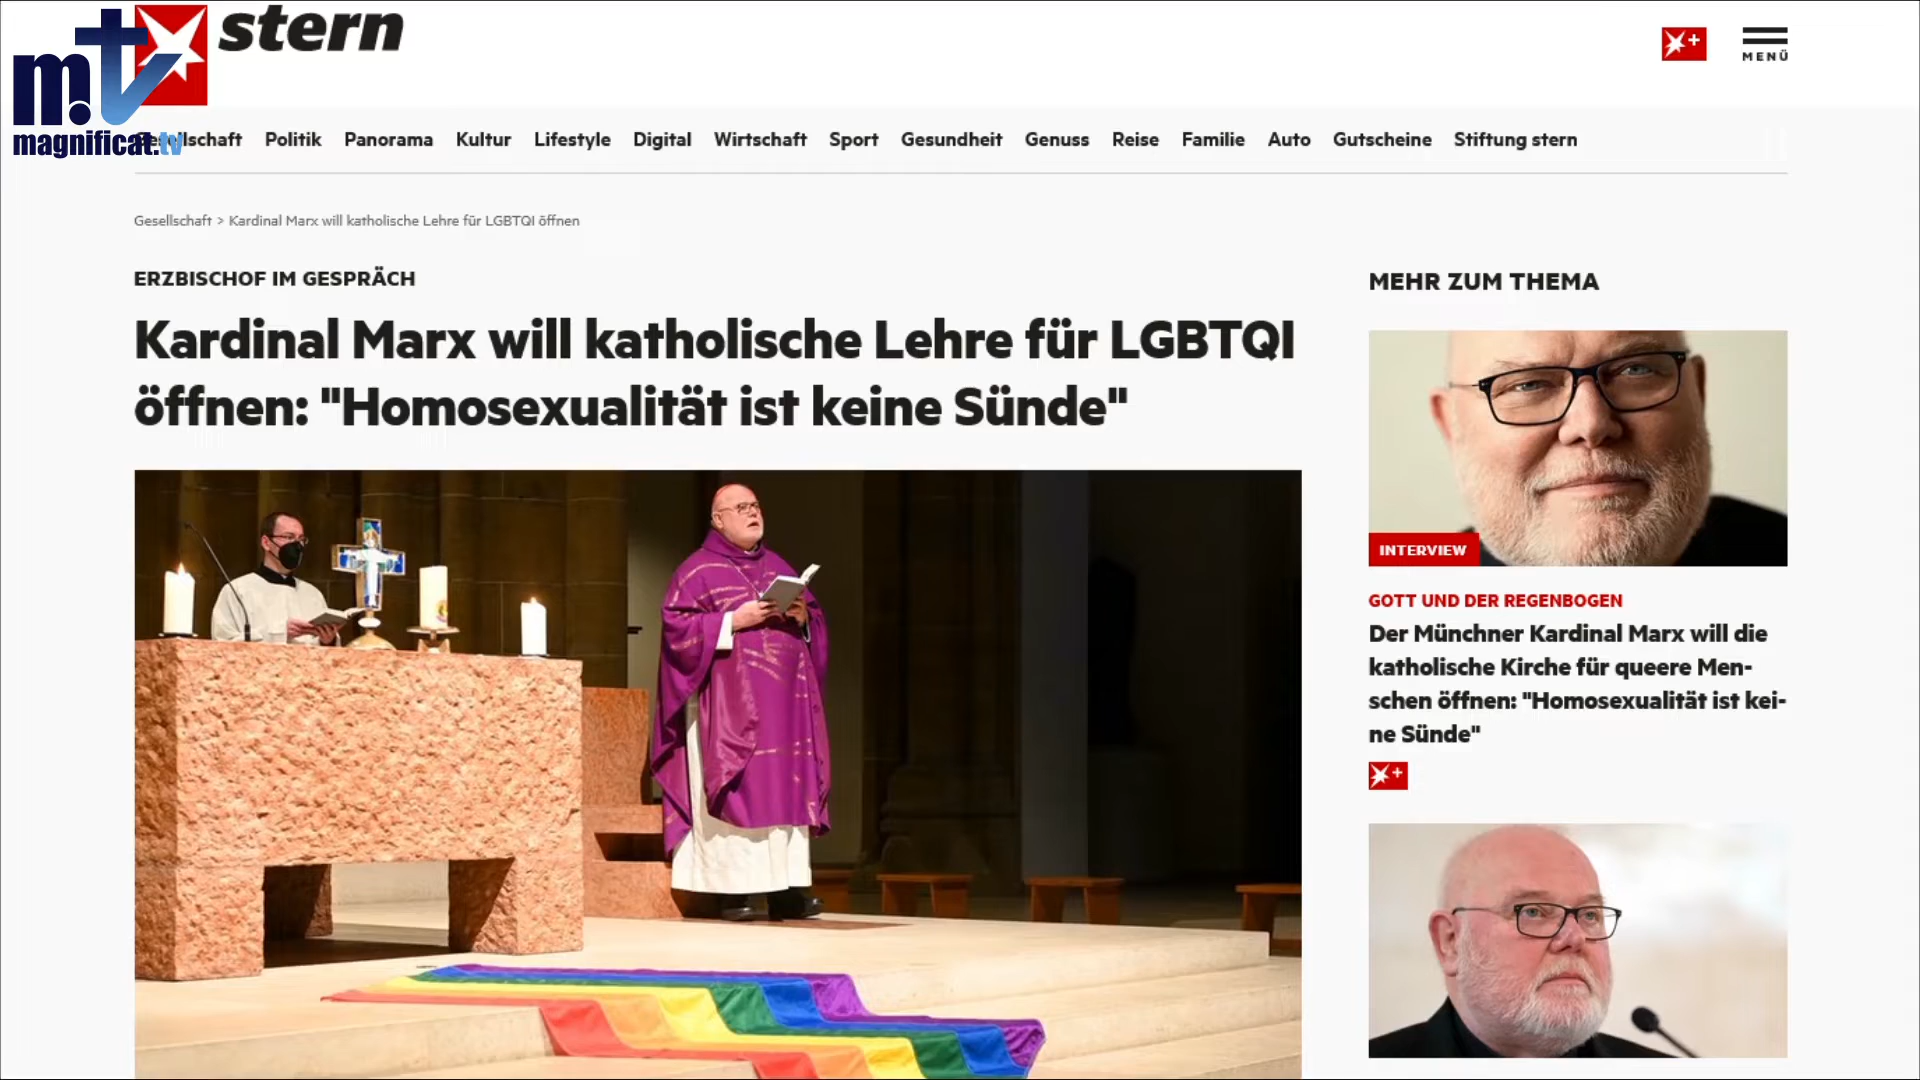 stern
m.tv
magnificat.tv
MENÜ
Gesellschaft Politik Panorama Kultur Lifestyle Digital Wirtschaft Sport Gesundheit Genuss Reise Familie Auto Gutscheine Stiftung stern
Gesellschaft > Kardinal Marx will katholische Lehre für LGBTQI öffnen
ERZBISCHOF IM GESPRÄCH
Kardinal Marx will katholische Lehre für LGBTQI
öffnen: "Homosexualität ist keine Sünde"
MEHR ZUM THEMA
INTERVIEW
GOTT UND DER REGENBOGEN
Der Münchner Kardinal Marx will die
katholische Kirche für queere Men-
schen öffnen: "Homosexualität ist kei-
ne Sünde"